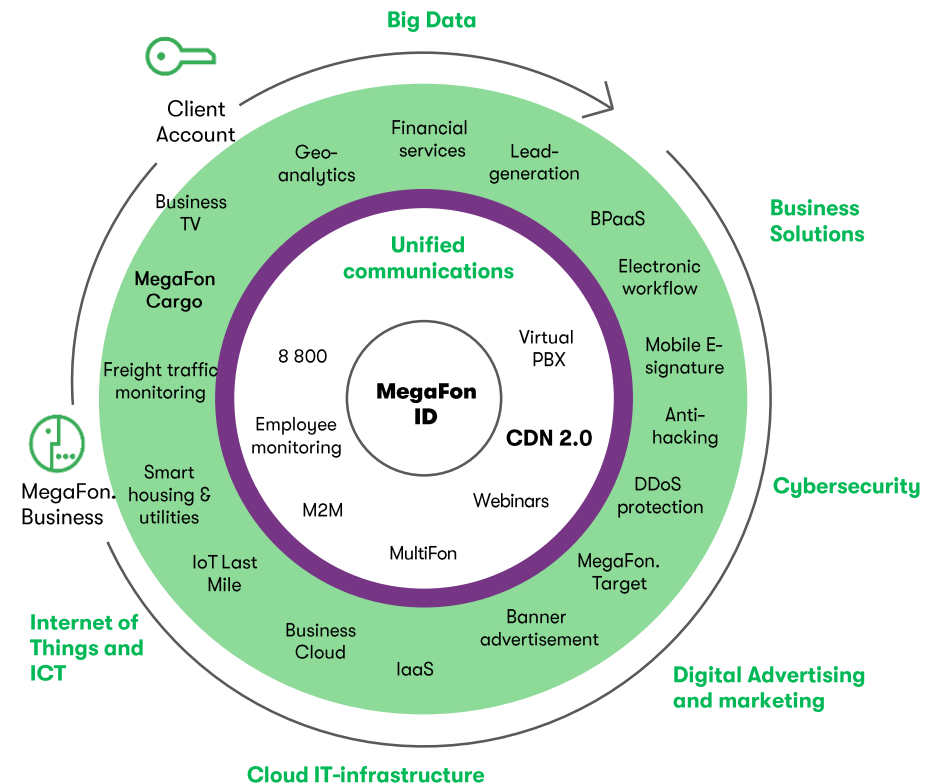 Big Data
Client
Account
Financial
services
Geo-
analytics
Lead-
generation
Business
TV
BPaaS
Business
Solutions
Unified
communications
MegaFon
Cargo
Electronic
workflow
8 800
Virtual
PBX
Mobile E-
signature
Freight traffic
monitoring
MegaFon
ID
Employee
monitoring
CDN 2.0
Anti-
hacking
MegaFon.
Business
Smart
housing &
utilities
M2M
Webinars
DDoS
protection
Cybersecurity
MultiFon
IoT Last
Mile
MegaFon.
Target
Internet of
Things and
ICT
Business
Cloud
IaaS
Banner
advertisement
Digital Advertising
and marketing
Cloud IT-infrastructure